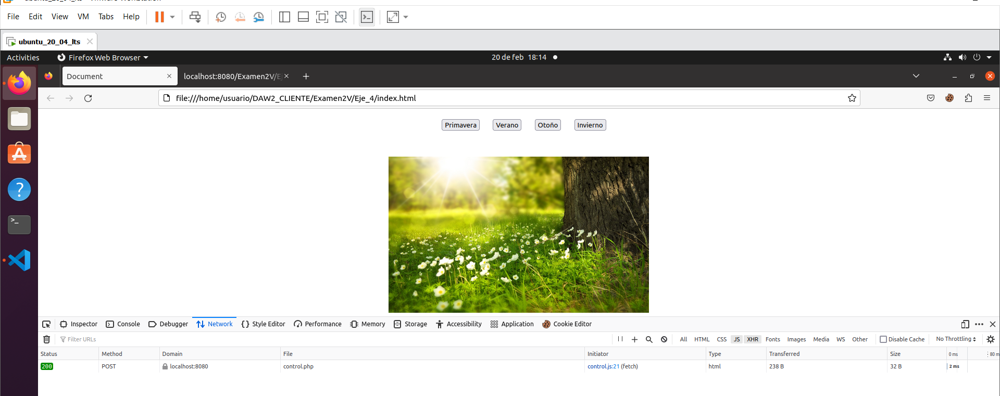 ubuntu_20_04_lts - VMware Workstation
File Edit View VM Tabs Help
ubuntu_20_04_lts
Activities Firefox Web Browser 20 de feb 18:14
Document localhost:8080/Examen2V/E
file:///home/usuario/DAW2_CLIENTE/Examen2V/Eje_4/index.html
Primavera Verano Otoño Invierno
Inspector Console Debugger Network Style Editor Performance Memory Storage Accessibility Application Cookie Editor
Filter URLs All HTML CSS JS XHR Fonts Images Media WS Other Disable Cache No Throttling
Status Method Domain File Initiator Type Transferred Size 0 ms 80 m
200 POST localhost:8080 control.php control.js:21 (fetch) html 238 B 32 B 2 ms